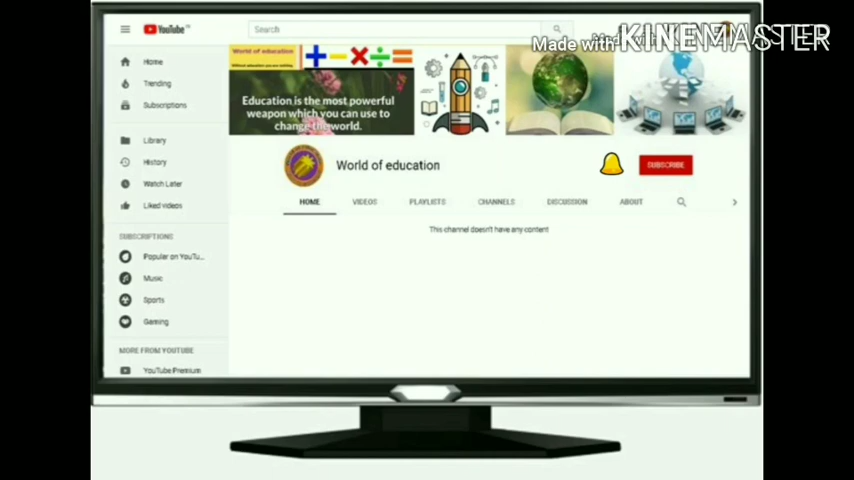 YouTube
Search
Made with KINEMASTER
Home
Trending
Subscriptions
Library
History
Watch Later
Liked videos
SUBSCRIPTIONS
Populer on YouTu...
Music
Sports
Gaming
MORE FROM YOUTUBE
YouTube Premium
World of education
Education is the most powerful
weapon which you can use to
change the world.
World of education
SUBSCRIBE
HOME VIDEOS PLAYLISTS CHANNELS DISCUSSION ABOUT
This channel doesn't have any content